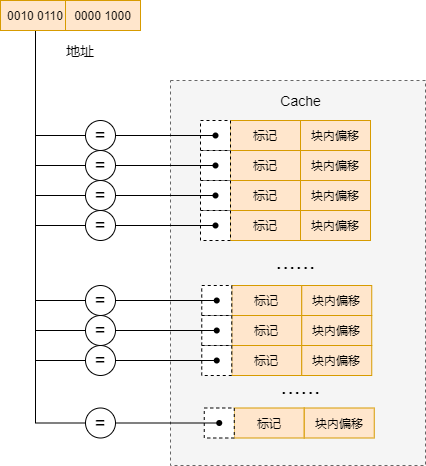 0010 0110 0000 1000
地址
Cache
= 标记 块内偏移
= 标记 块内偏移
= 标记 块内偏移
= 标记 块内偏移
······
= 标记 块内偏移
= 标记 块内偏移
= 标记 块内偏移
······
= 标记 块内偏移